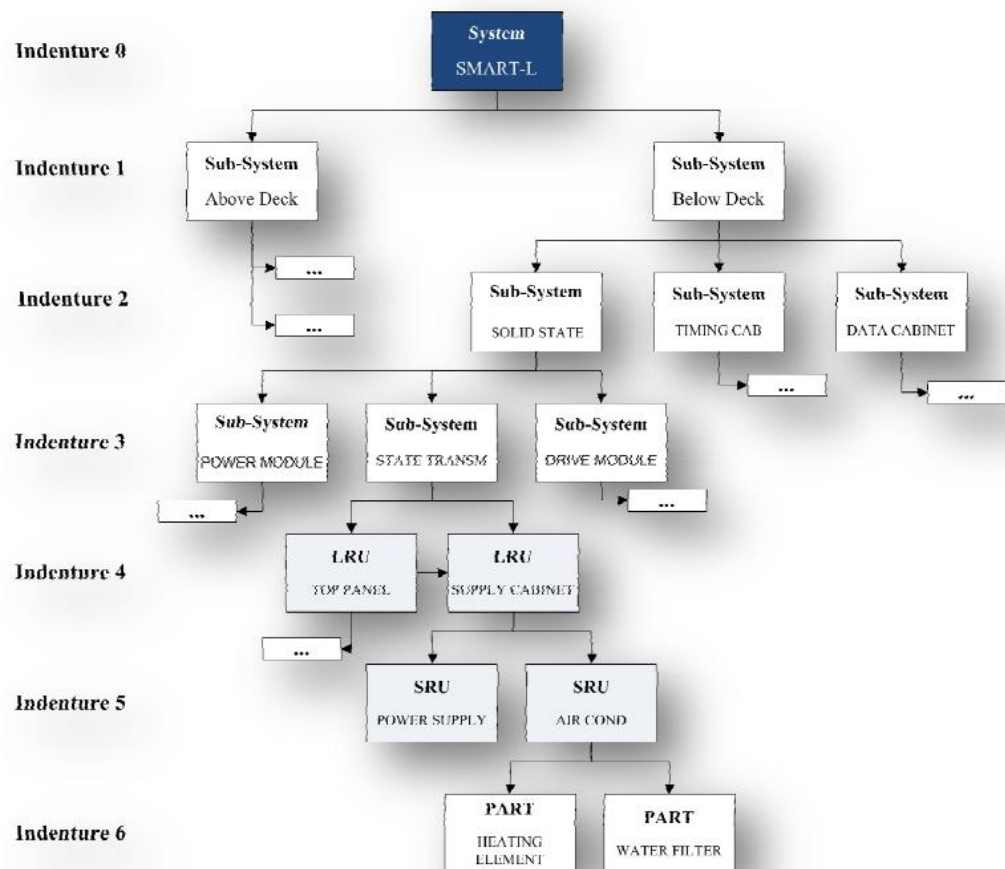 Indenture 0
System
SMART-L
Indenture 1
Sub-System
Above Deck
Sub-System
Below Deck
...
...
Indenture 2
Sub-System
SOLID STATE
Sub-System
TIMING CAB
Sub-System
DATA CABINET
...
...
Indenture 3
Sub-System
POWER MODULE
Sub-System
STATE TRANSM
Sub-System
DRIVE MODULE
...
...
Indenture 4
LRU
TOP PANEL
LRU
SUPPLY CABINET
...
Indenture 5
SRU
POWER SUPPLY
SRU
AIR COND
Indenture 6
PART
HEATING
ELEMENT
PART
WATER FILTER